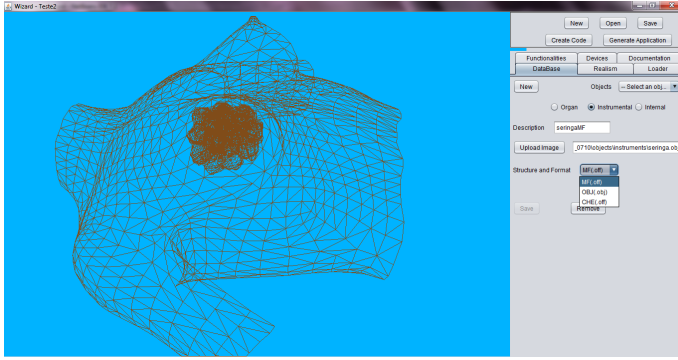 Wizard - Teste2
New Open Save
Create Code Generate Application
Functionalities Devices Documentation
DataBase Realism Loader
New Objects -- Select an obj...
Organ Instrumental Internal
Description seringaMF
Upload Image _0710\objects\instruments\seringa.obj
Structure and Format MF(.off)
MF(.off)
OBJ(.obj)
CHE(.off)
Save Remove